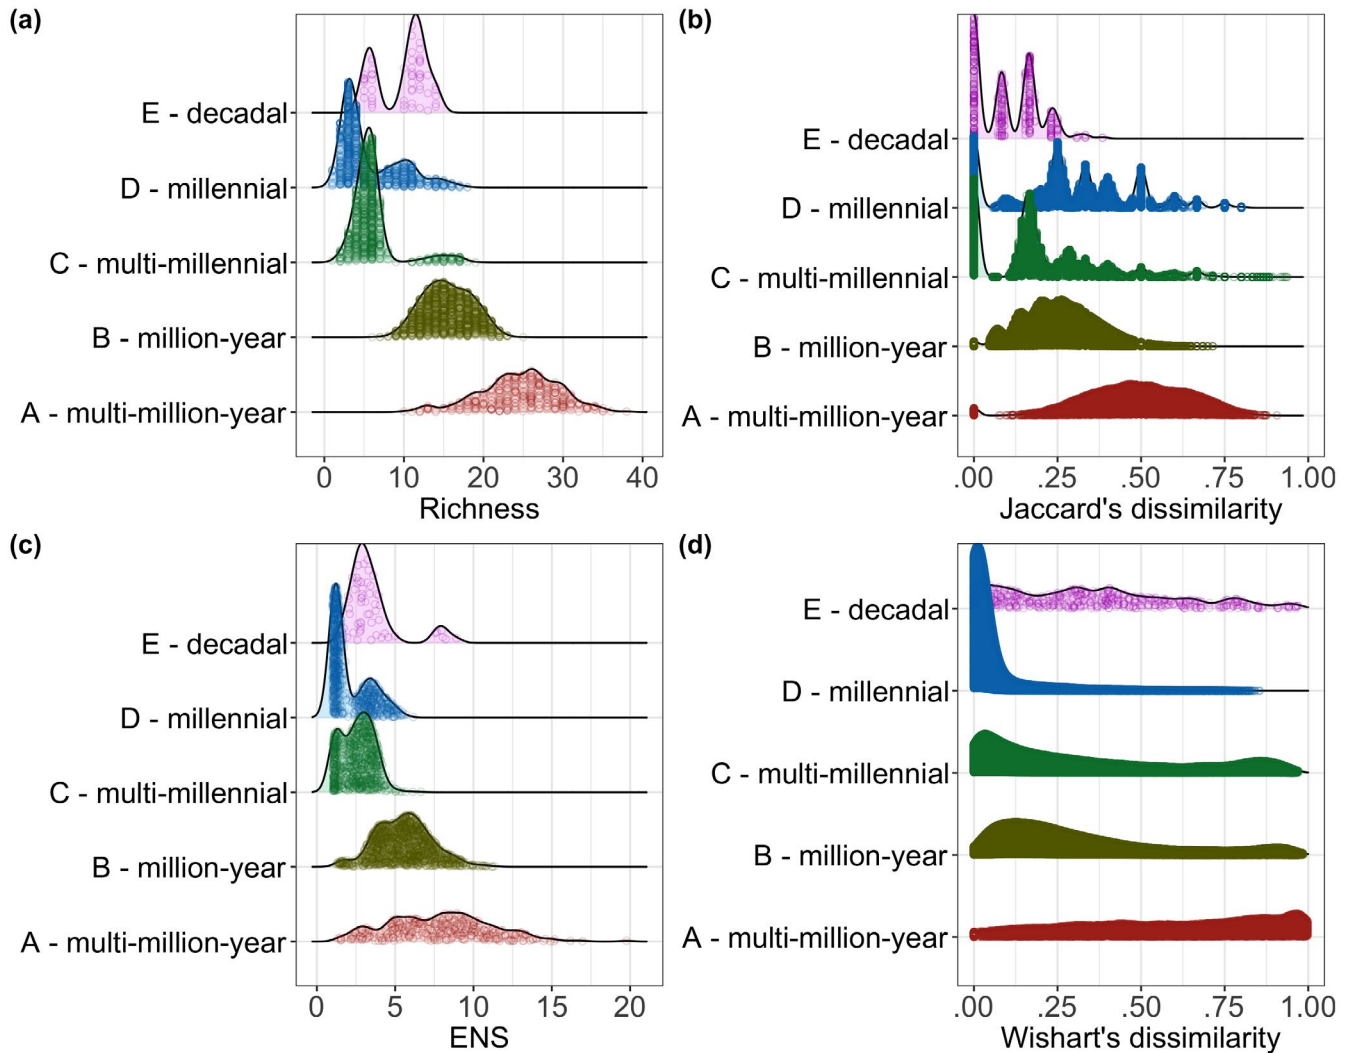 (a)
E - decadal
D - millennial
C - multi-millennial
B - million-year
A - multi-million-year
0 10 20 30 40
Richness
(b)
E - decadal
D - millennial
C - multi-millennial
B - million-year
A - multi-million-year
.00 .25 .50 .75 1.00
Jaccard's dissimilarity
(c)
E - decadal
D - millennial
C - multi-millennial
B - million-year
A - multi-million-year
0 5 10 15 20
ENS
(d)
E - decadal
D - millennial
C - multi-millennial
B - million-year
A - multi-million-year
.00 .25 .50 .75 1.00
Wishart's dissimilarity